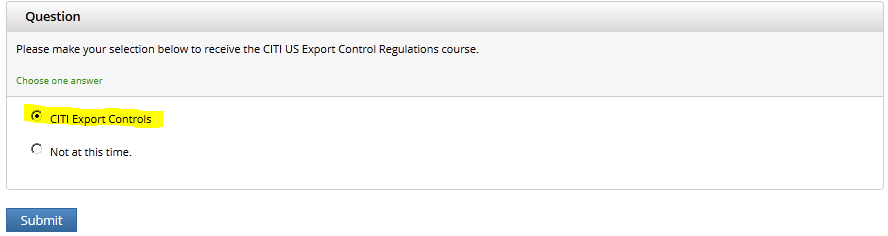 Question
Please make your selection below to receive the CITI US Export Control Regulations course.
Choose one answer
CITI Export Controls
Not at this time.
Submit